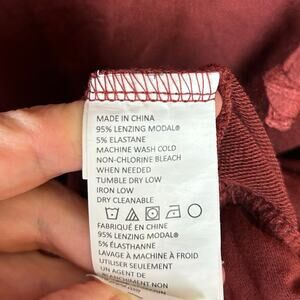 MADE IN CHINA
95% LENZING MODAL®
5% ELASTANE
MACHINE WASH COLD
NON-CHLORINE BLEACH
WHEN NEEDED
TUMBLE DRY LOW
IRON LOW
DRY CLEANABLE
FABRIQUÉ EN CHINE
95% LENZING MODAL®
5% ÉLASTHANNE
LAVAGE À MACHINE À FROID
UTILISER SEULEMENT
UN AGENT DE